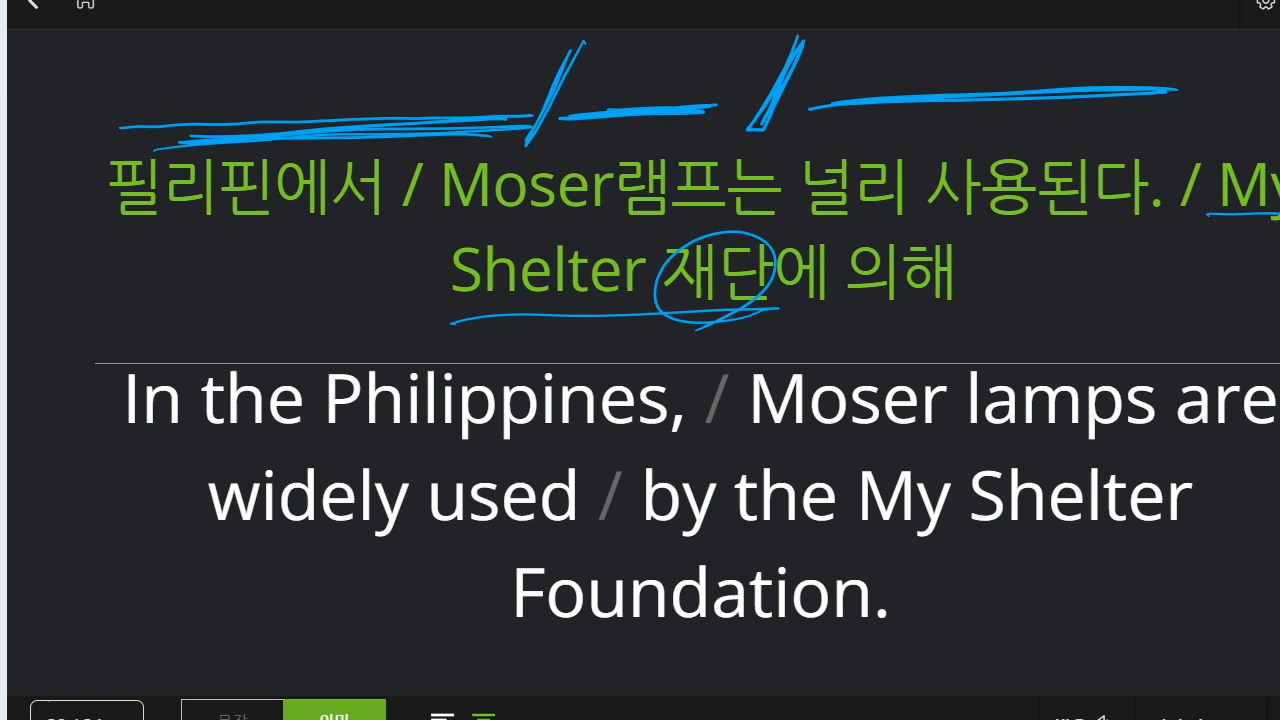 필리핀에서 / Moser램프는 널리 사용된다. / My
Shelter 재단에 의해
In the Philippines, / Moser lamps are
widely used / by the My Shelter
Foundation.